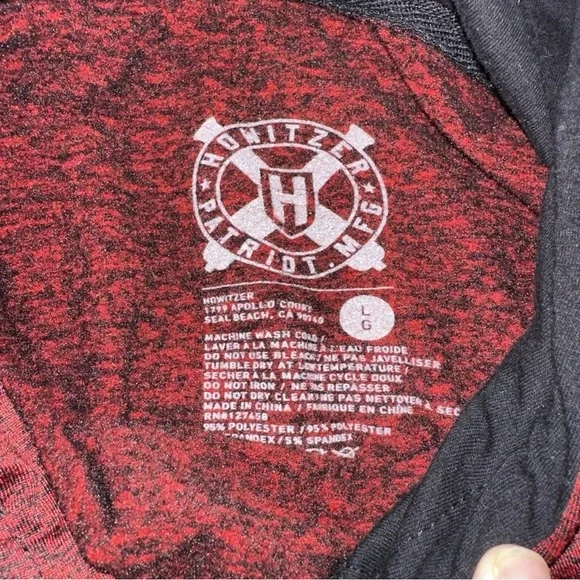 HOWITZER
PATRIOT. MFG
H
HOWITZER
1799 APOLLO COURT
SEAL BEACH, CA 90740
L
G
MACHINE WASH COLD /
LAVER À LA MACHINE À L'EAU FROIDE
DO NOT USE BLEACH / NE PAS JAVELLISER
TUMBLE DRY AT LOW TEMPERATURE /
SÉCHER À LA MACHINE CYCLE DOUX
DO NOT IRON / NE PAS REPASSER
DO NOT DRY CLEAN / NE PAS NETTOYER À SEC
MADE IN CHINA / FABRIQUÉ EN CHINE
RN#127458
95% POLYESTER / 95% POLYESTER
SPANDEX / 5% SPANDEX